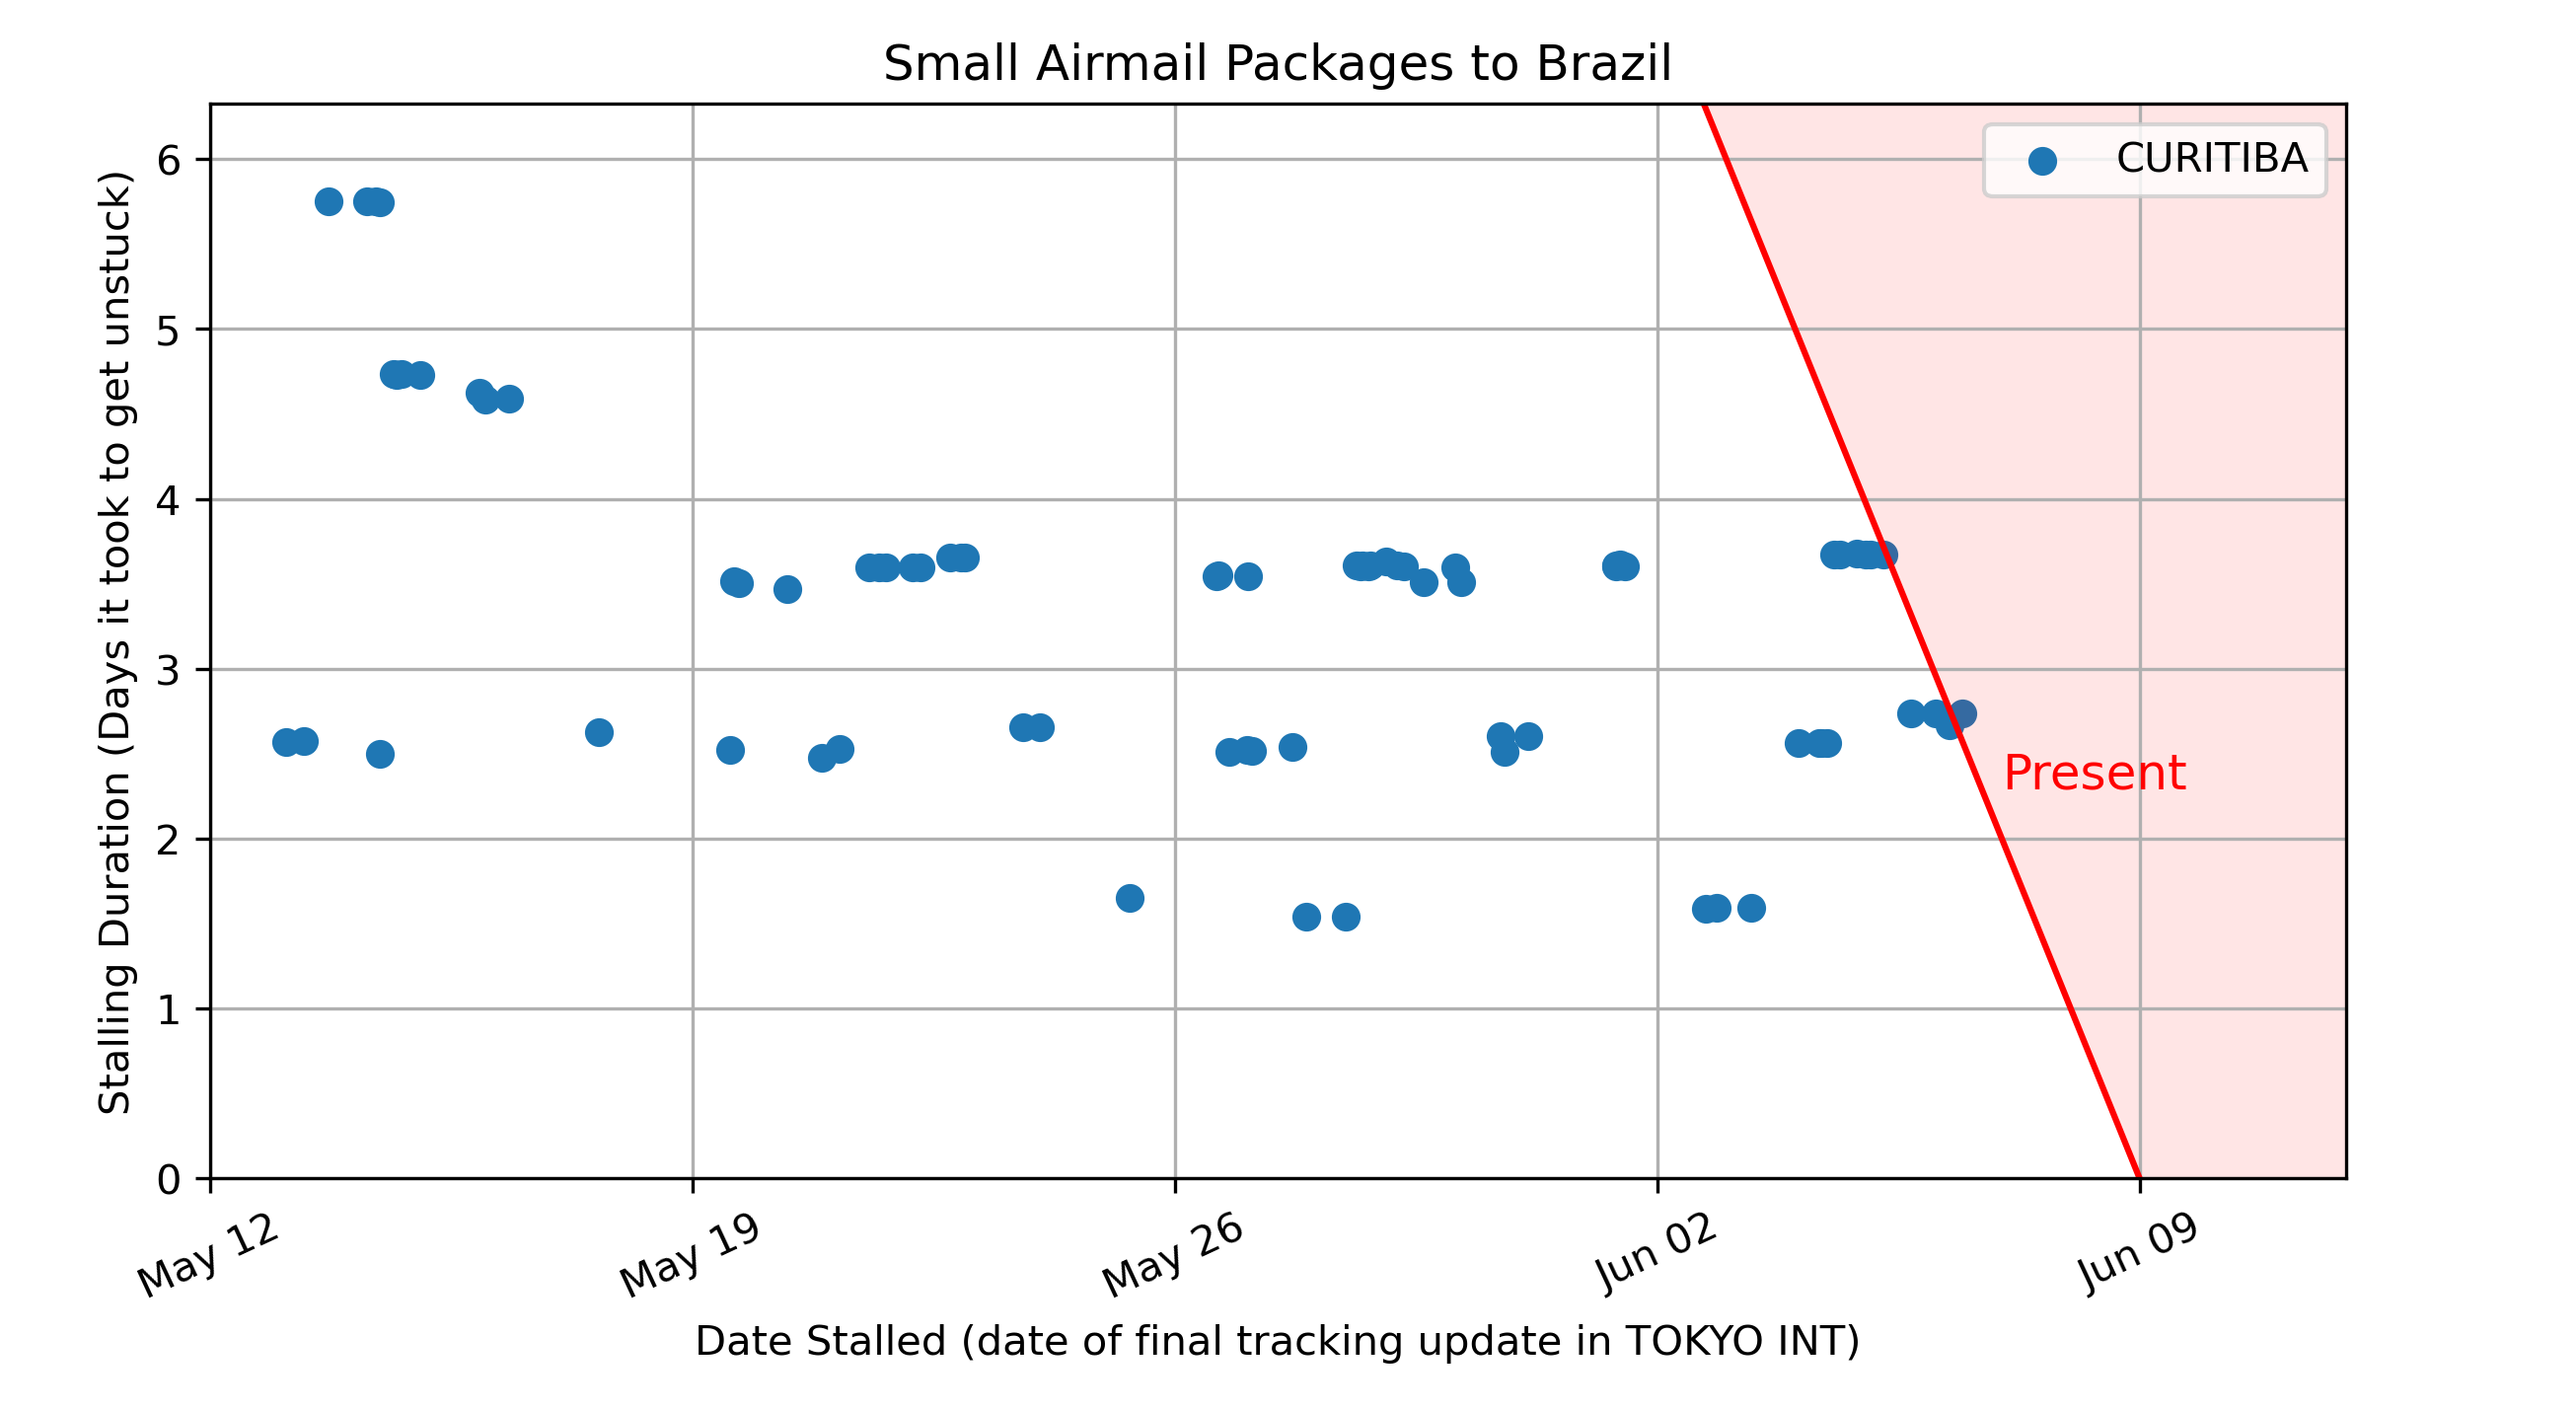 Small Airmail Packages to Brazil
CURITIBA
Stalling Duration (Days it took to get unstuck)
6
5
4
3
2
1
0
Present
May 12
May 19
May 26
Jun 02
Jun 09
Date Stalled (date of final tracking update in TOKYO INT)